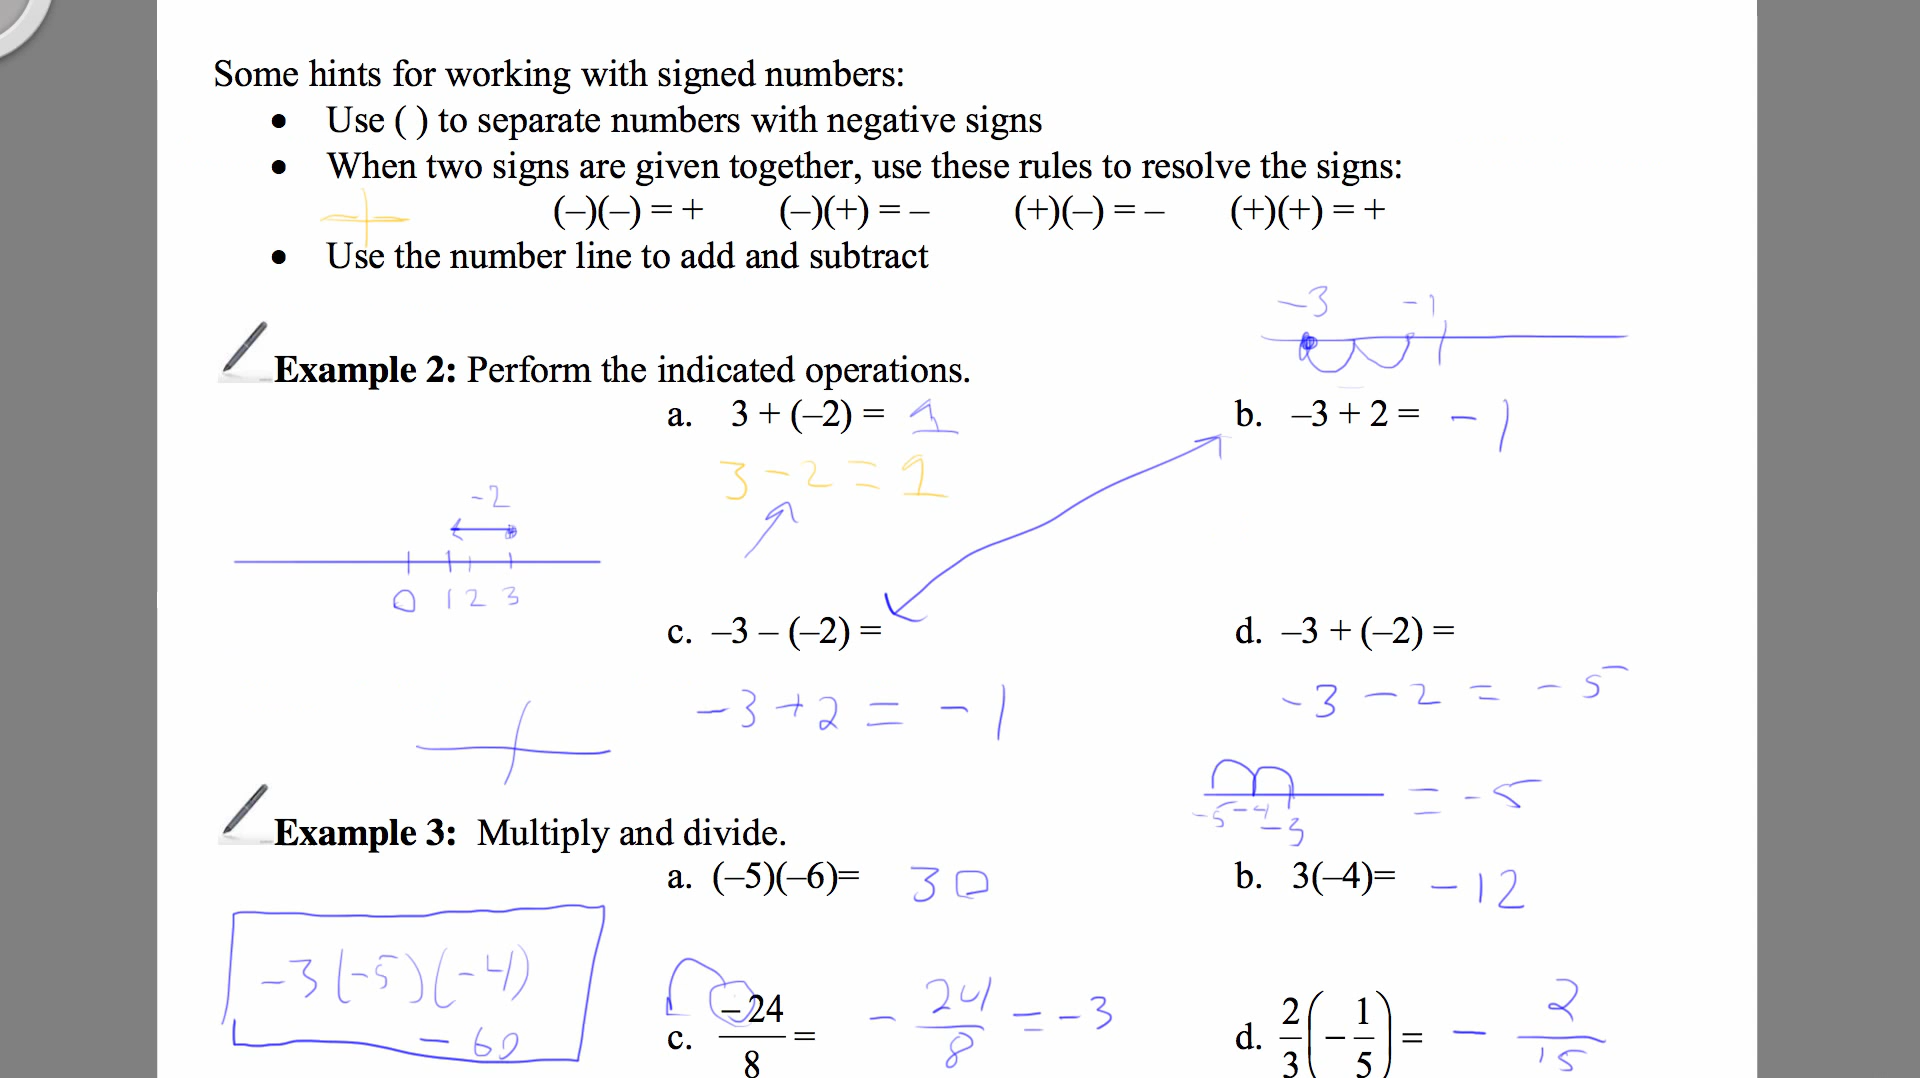 Some hints for working with signed numbers:
• Use ( ) to separate numbers with negative signs
• When two signs are given together, use these rules to resolve the signs:
(–)(–) = + (–)(+) = – (+)(–) = – (+)(+) = +
• Use the number line to add and subtract
-3 -1
Example 2: Perform the indicated operations.
a. 3 + (–2) = 1
b. –3 + 2 = -1
3 - 2 = 1
-2
0 1 2 3
c. –3 – (–2) =
d. –3 + (–2) =
-3 + 2 = -1
-3 - 2 = -5
-5 -4 -3 = -5
Example 3: Multiply and divide.
a. (–5)(–6)= 30
b. 3(–4)= -12
-3(-5)(-4)
-60
c. –24/8 = -24/8 = -3
d. 2/3(–1/5) = -2/15